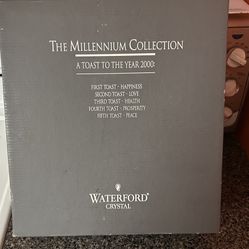 THE MILLENNIUM COLLECTION
A TOAST TO THE YEAR 2000:
FIRST TOAST - HAPPINESS
SECOND TOAST - LOVE
THIRD TOAST - HEALTH
FOURTH TOAST - PROSPERITY
FIFTH TOAST - PEACE
WATERFORD®
CRYSTAL